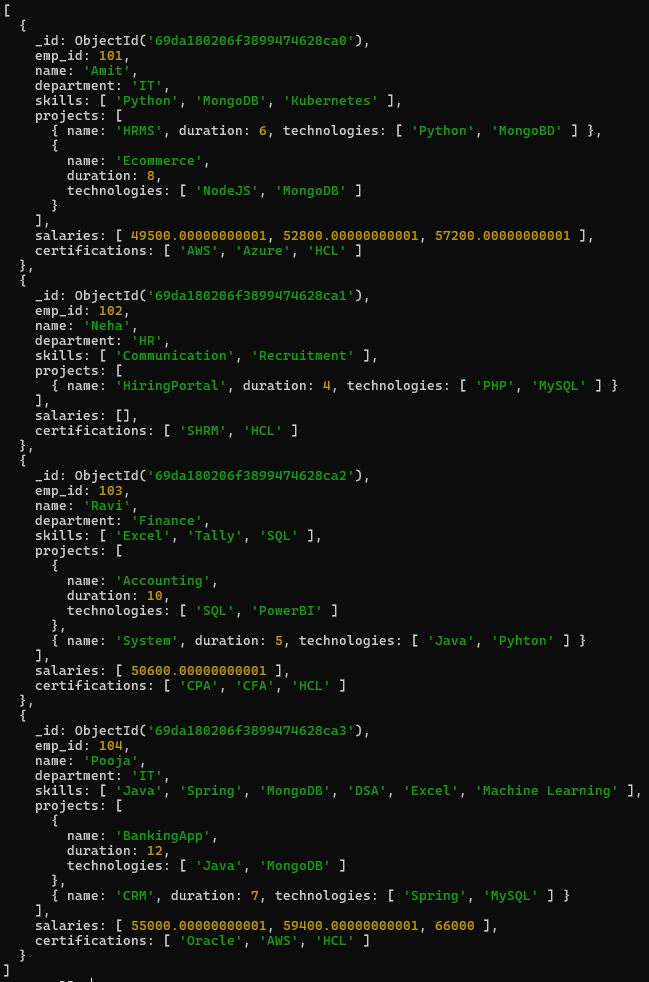 [
  {
    _id: ObjectId('69da180206f3899474628ca0'),
    emp_id: 101,
    name: 'Amit',
    department: 'IT',
    skills: [ 'Python', 'MongoDB', 'Kubernetes' ],
    projects: [
      { name: 'HRMS', duration: 6, technologies: [ 'Python', 'MongoBD' ] },
      {
        name: 'Ecommerce',
        duration: 8,
        technologies: [ 'NodeJS', 'MongoDB' ]
      }
    ],
    salaries: [ 49500.00000000001, 52800.00000000001, 57200.00000000001 ],
    certifications: [ 'AWS', 'Azure', 'HCL' ]
  },
  {
    _id: ObjectId('69da180206f3899474628ca1'),
    emp_id: 102,
    name: 'Neha',
    department: 'HR',
    skills: [ 'Communication', 'Recruitment' ],
    projects: [
      { name: 'HiringPortal', duration: 4, technologies: [ 'PHP', 'MySQL' ] }
    ],
    salaries: [],
    certifications: [ 'SHRM', 'HCL' ]
  },
  {
    _id: ObjectId('69da180206f3899474628ca2'),
    emp_id: 103,
    name: 'Ravi',
    department: 'Finance',
    skills: [ 'Excel', 'Tally', 'SQL' ],
    projects: [
      {
        name: 'Accounting',
        duration: 10,
        technologies: [ 'SQL', 'PowerBI' ]
      },
      { name: 'System', duration: 5, technologies: [ 'Java', 'Pyhton' ] }
    ],
    salaries: [ 50600.00000000001 ],
    certifications: [ 'CPA', 'CFA', 'HCL' ]
  },
  {
    _id: ObjectId('69da180206f3899474628ca3'),
    emp_id: 104,
    name: 'Pooja',
    department: 'IT',
    skills: [ 'Java', 'Spring', 'MongoDB', 'DSA', 'Excel', 'Machine Learning' ],
    projects: [
      {
        name: 'BankingApp',
        duration: 12,
        technologies: [ 'Java', 'MongoDB' ]
      },
      { name: 'CRM', duration: 7, technologies: [ 'Spring', 'MySQL' ] }
    ],
    salaries: [ 55000.00000000001, 59400.00000000001, 66000 ],
    certifications: [ 'Oracle', 'AWS', 'HCL' ]
  }
]